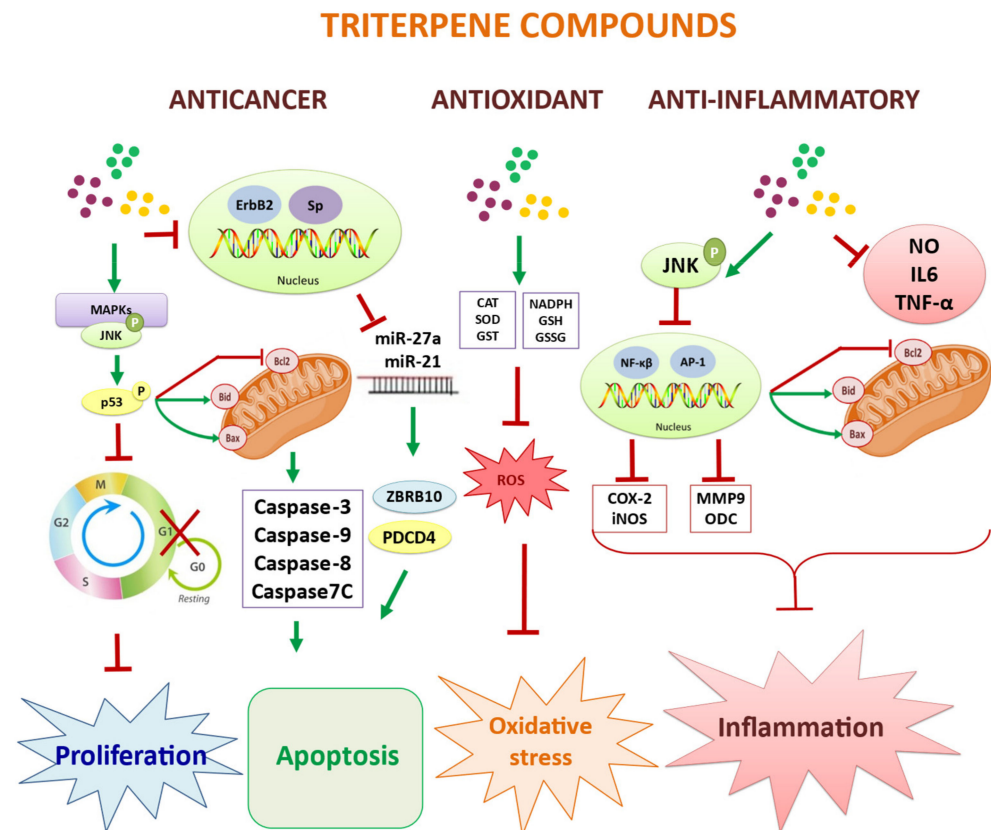 TRITERPENE COMPOUNDS
ANTICANCER
ANTIOXIDANT
ANTI-INFLAMMATORY
ErbB2
Sp
Nucleus
MAPKs
JNK
P
p53
P
Bcl2
Bid
Bax
M
G1
G2
S
G0
Resting
miR-27a
miR-21
Caspase-3
Caspase-9
Caspase-8
Caspase7C
ZBRB10
PDCD4
CAT
SOD
GST
NADPH
GSH
GSSG
ROS
JNK
P
NO
IL6
TNF-α
NF-κβ
AP-1
Nucleus
Bcl2
Bid
Bax
COX-2
iNOS
MMP9
ODC
Proliferation
Apoptosis
Oxidative
stress
Inflammation